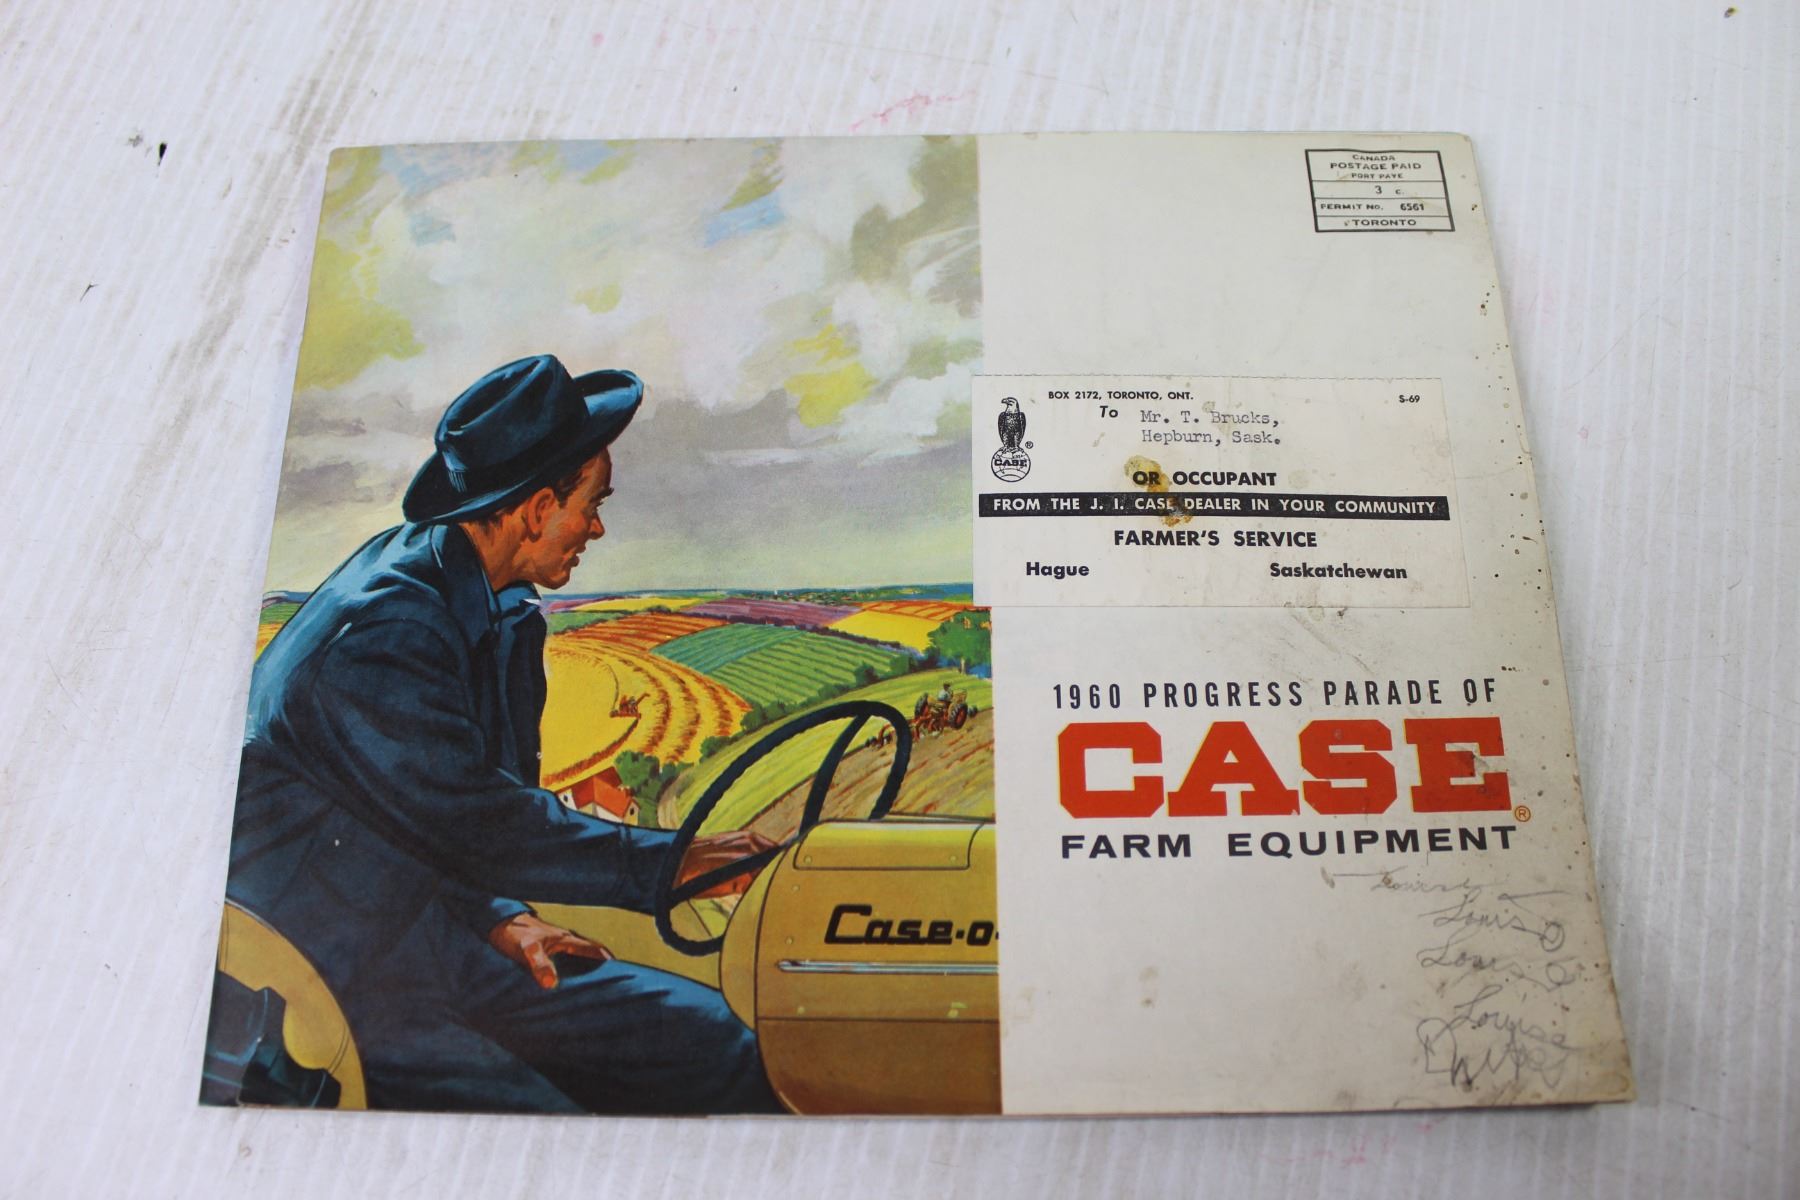 CANADA
POSTAGE PAID
PORT PAYE
3 c.
PERMIT NO. 6561
TORONTO
BOX 2172, TORONTO, ONT. S-69
To Mr. T. Brucks,
Hepburn, Sask.
CASE ®
OR OCCUPANT
FROM THE J. I. CASE DEALER IN YOUR COMMUNITY
FARMER'S SERVICE
Hague Saskatchewan
1960 PROGRESS PARADE OF
CASE ®
FARM EQUIPMENT
Case-o-
Louis
Louis
Louise